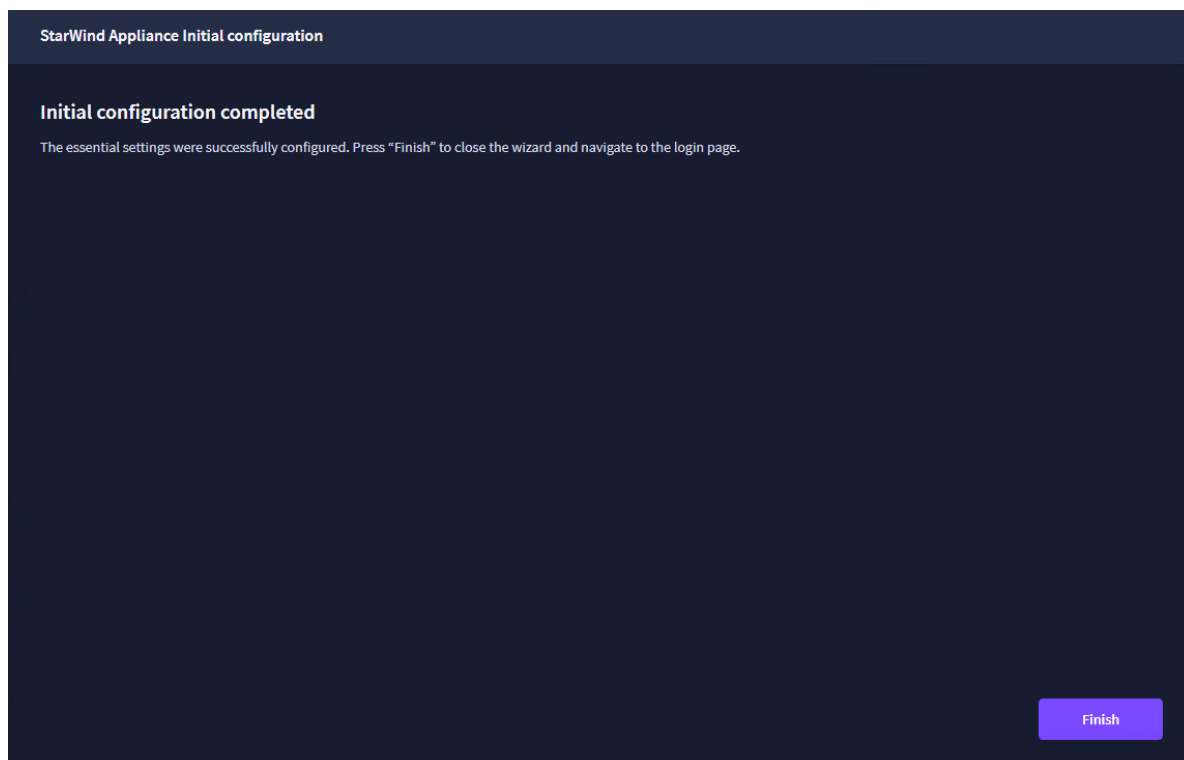 StarWind Appliance Initial configuration
Initial configuration completed
The essential settings were successfully configured. Press “Finish” to close the wizard and navigate to the login page.
Finish